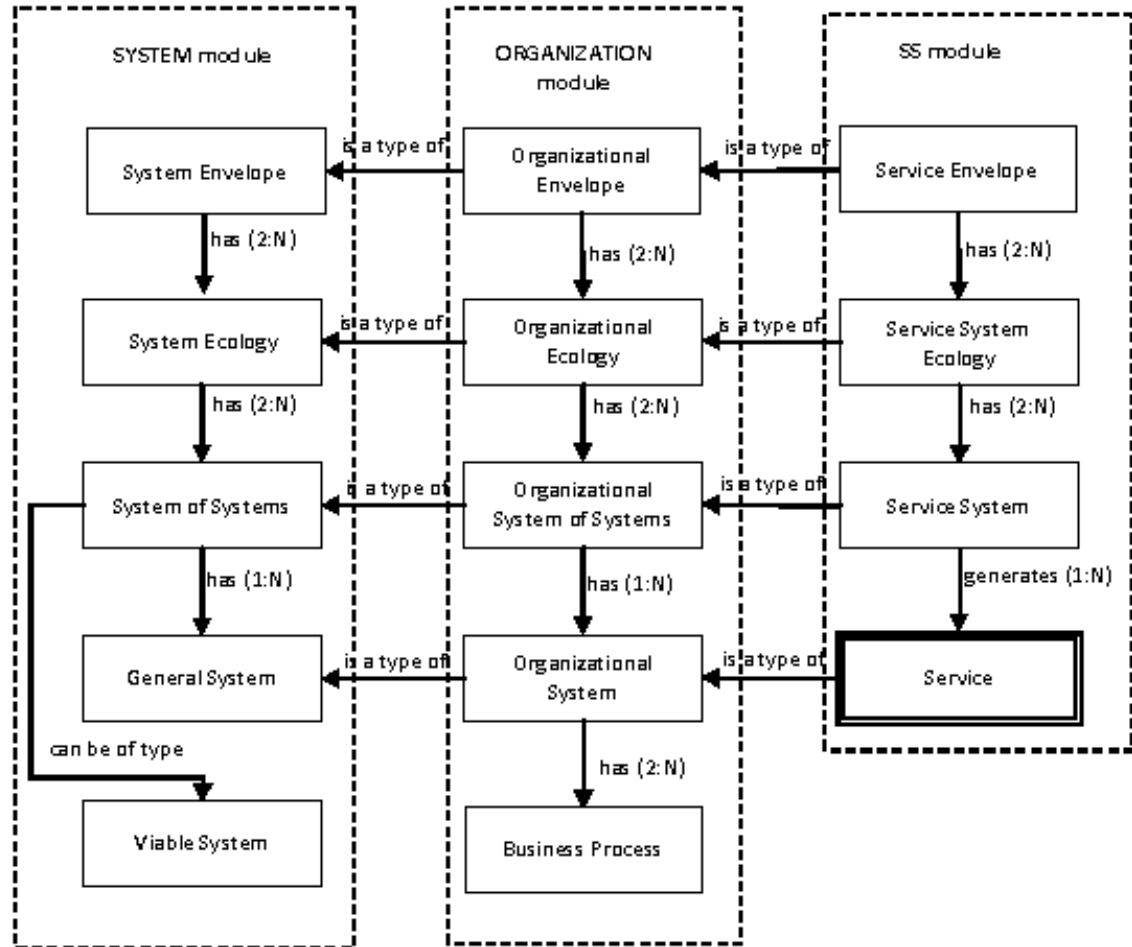 SYSTEM module
ORGANIZATION
module
SS module
System Envelope
is a type of
Organizational
Envelope
is a type of
Service Envelope
has (2:N)
has (2:N)
has (2:N)
System Ecology
is a type of
Organizational
Ecology
is a type of
Service System
Ecology
has (2:N)
has (2:N)
has (2:N)
System of Systems
is a type of
Organizational
System of Systems
is a type of
Service System
has (1:N)
has (1:N)
generates (1:N)
General System
is a type of
Organizational
System
is a type of
Service
can be of type
has (2:N)
Viable System
Business Process